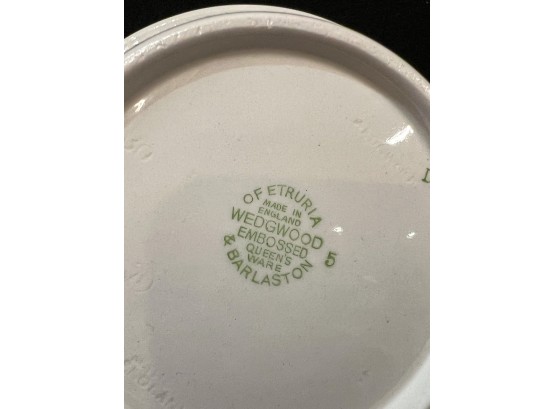 OF ETRURIA
MADE IN
ENGLAND
WEDGWOOD
EMBOSSED
QUEEN'S
WARE
& BARLASTON
5